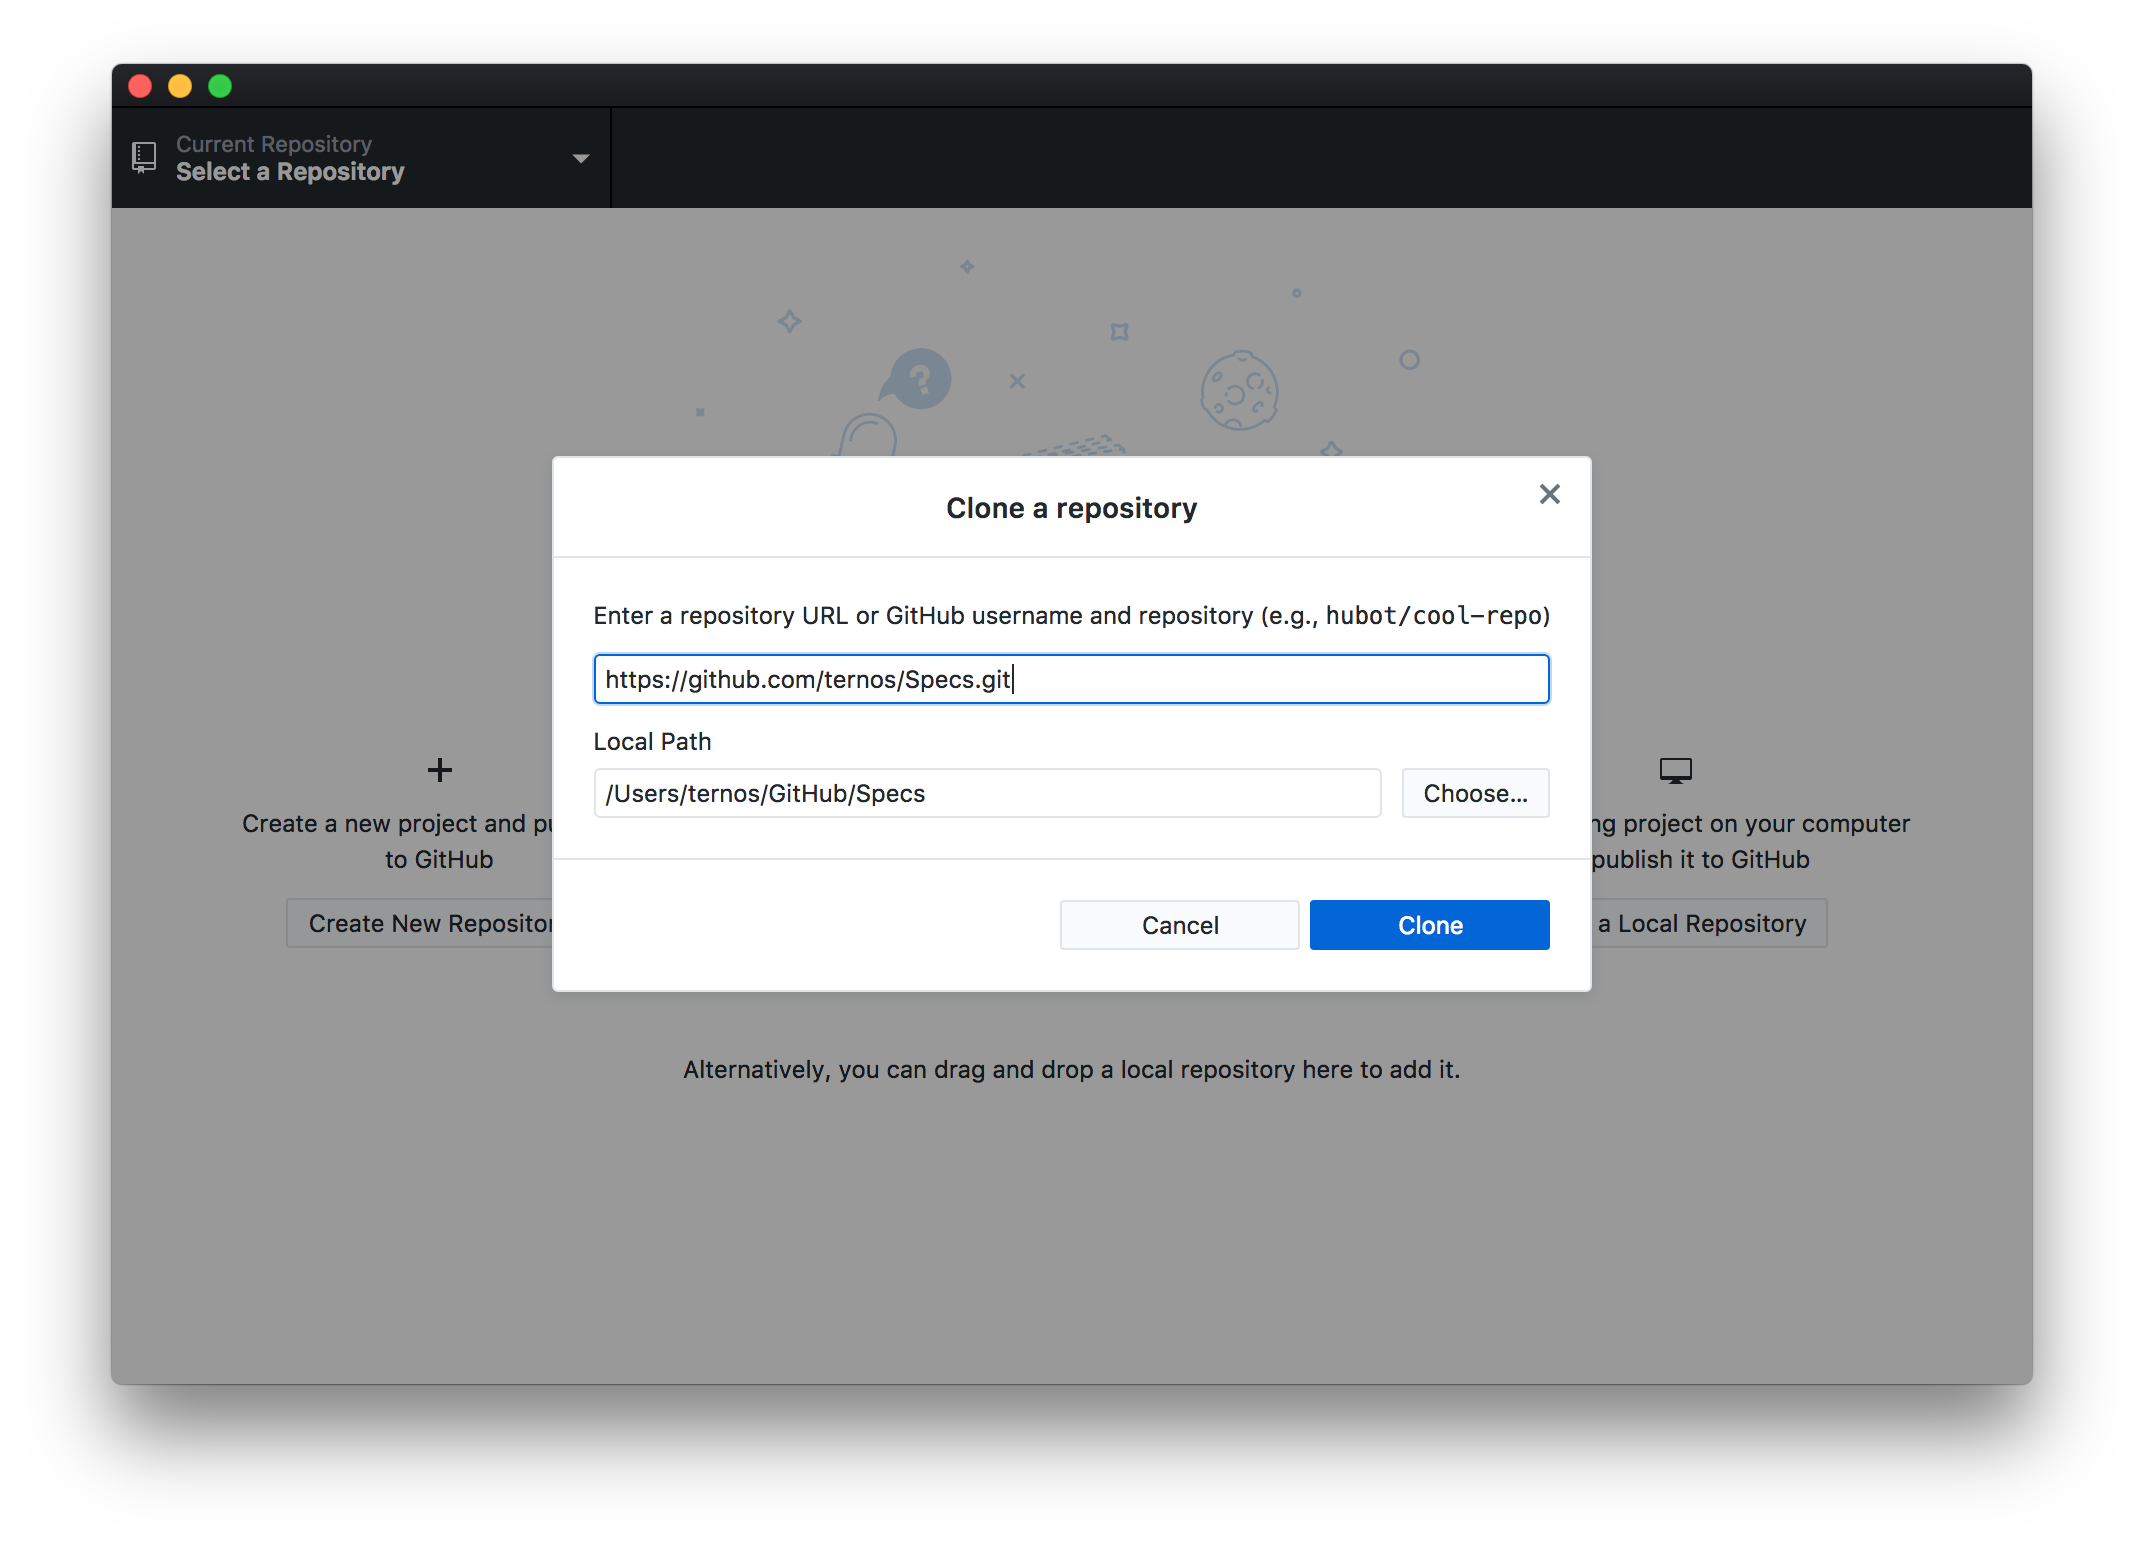 Current Repository
Select a Repository
?
Clone a repository
Enter a repository URL or GitHub username and repository (e.g., hubot/cool-repo)
https://github.com/ternos/Specs.git
Local Path
/Users/ternos/GitHub/Specs
Choose...
Cancel
Clone
Create a new project and pu
to GitHub
Create New Repositor
ng project on your computer
publish it to GitHub
a Local Repository
Alternatively, you can drag and drop a local repository here to add it.